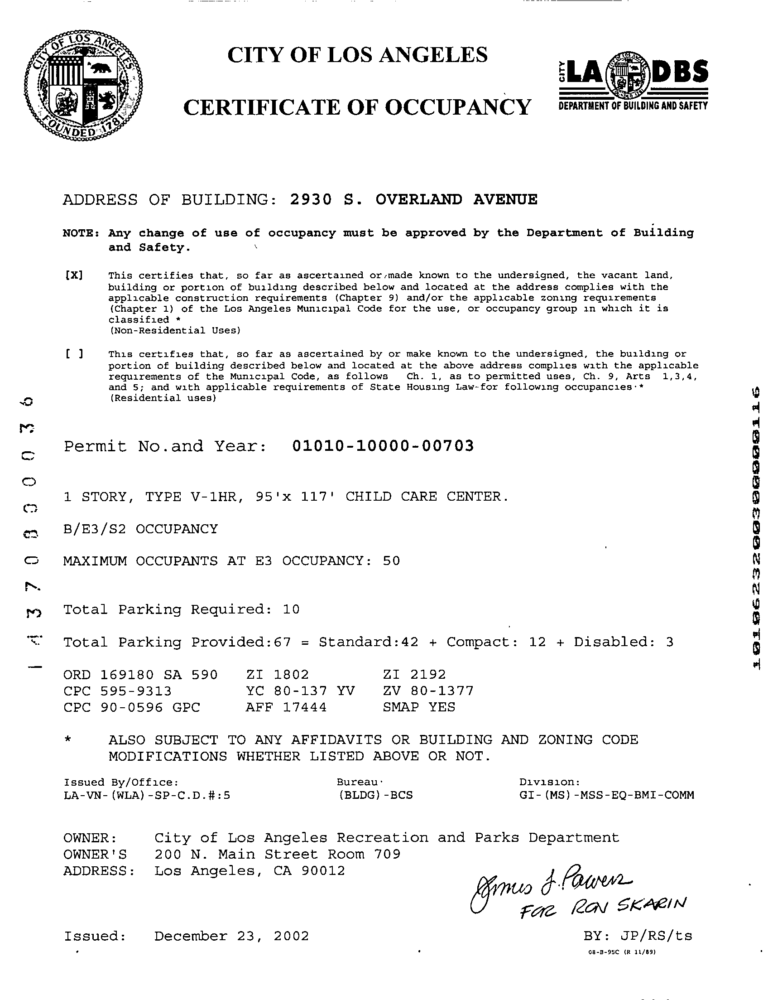 CITY OF LOS ANGELES
FOUNDED 1781
CITY OF LOS ANGELES
CERTIFICATE OF OCCUPANCY
CITY LA DBS
DEPARTMENT OF BUILDING AND SAFETY
ADDRESS OF BUILDING: 2930 S. OVERLAND AVENUE
NOTE: Any change of use of occupancy must be approved by the Department of Building
and Safety.
[X] This certifies that, so far as ascertained or made known to the undersigned, the vacant land,
building or portion of building described below and located at the address complies with the
applicable construction requirements (Chapter 9) and/or the applicable zoning requirements
(Chapter 1) of the Los Angeles Municipal Code for the use, or occupancy group in which it is
classified *
(Non-Residential Uses)
[ ] This certifies that, so far as ascertained by or make known to the undersigned, the building or
portion of building described below and located at the above address complies with the applicable
requirements of the Municipal Code, as follows Ch. 1, as to permitted uses, Ch. 9, Arts 1,3,4,
and 5; and with applicable requirements of State Housing Law-for following occupancies.*
(Residential uses)
Permit No.and Year: 01010-10000-00703
1 STORY, TYPE V-1HR, 95'x 117' CHILD CARE CENTER.
B/E3/S2 OCCUPANCY
MAXIMUM OCCUPANTS AT E3 OCCUPANCY: 50
Total Parking Required: 10
Total Parking Provided:67 = Standard:42 + Compact: 12 + Disabled: 3
ORD 169180 SA 590 ZI 1802 ZI 2192
CPC 595-9313 YC 80-137 YV ZV 80-1377
CPC 90-0596 GPC AFF 17444 SMAP YES
* ALSO SUBJECT TO ANY AFFIDAVITS OR BUILDING AND ZONING CODE
MODIFICATIONS WHETHER LISTED ABOVE OR NOT.
Issued By/Office: Bureau. Division:
LA-VN-(WLA)-SP-C.D.#:5 (BLDG)-BCS GI-(MS)-MSS-EQ-BMI-COMM
OWNER: City of Los Angeles Recreation and Parks Department
OWNER'S 200 N. Main Street Room 709
ADDRESS: Los Angeles, CA 90012
James J. Powers
FOR RON SKARIN
Issued: December 23, 2002 BY: JP/RS/ts
08-B-95C (R 11/89)